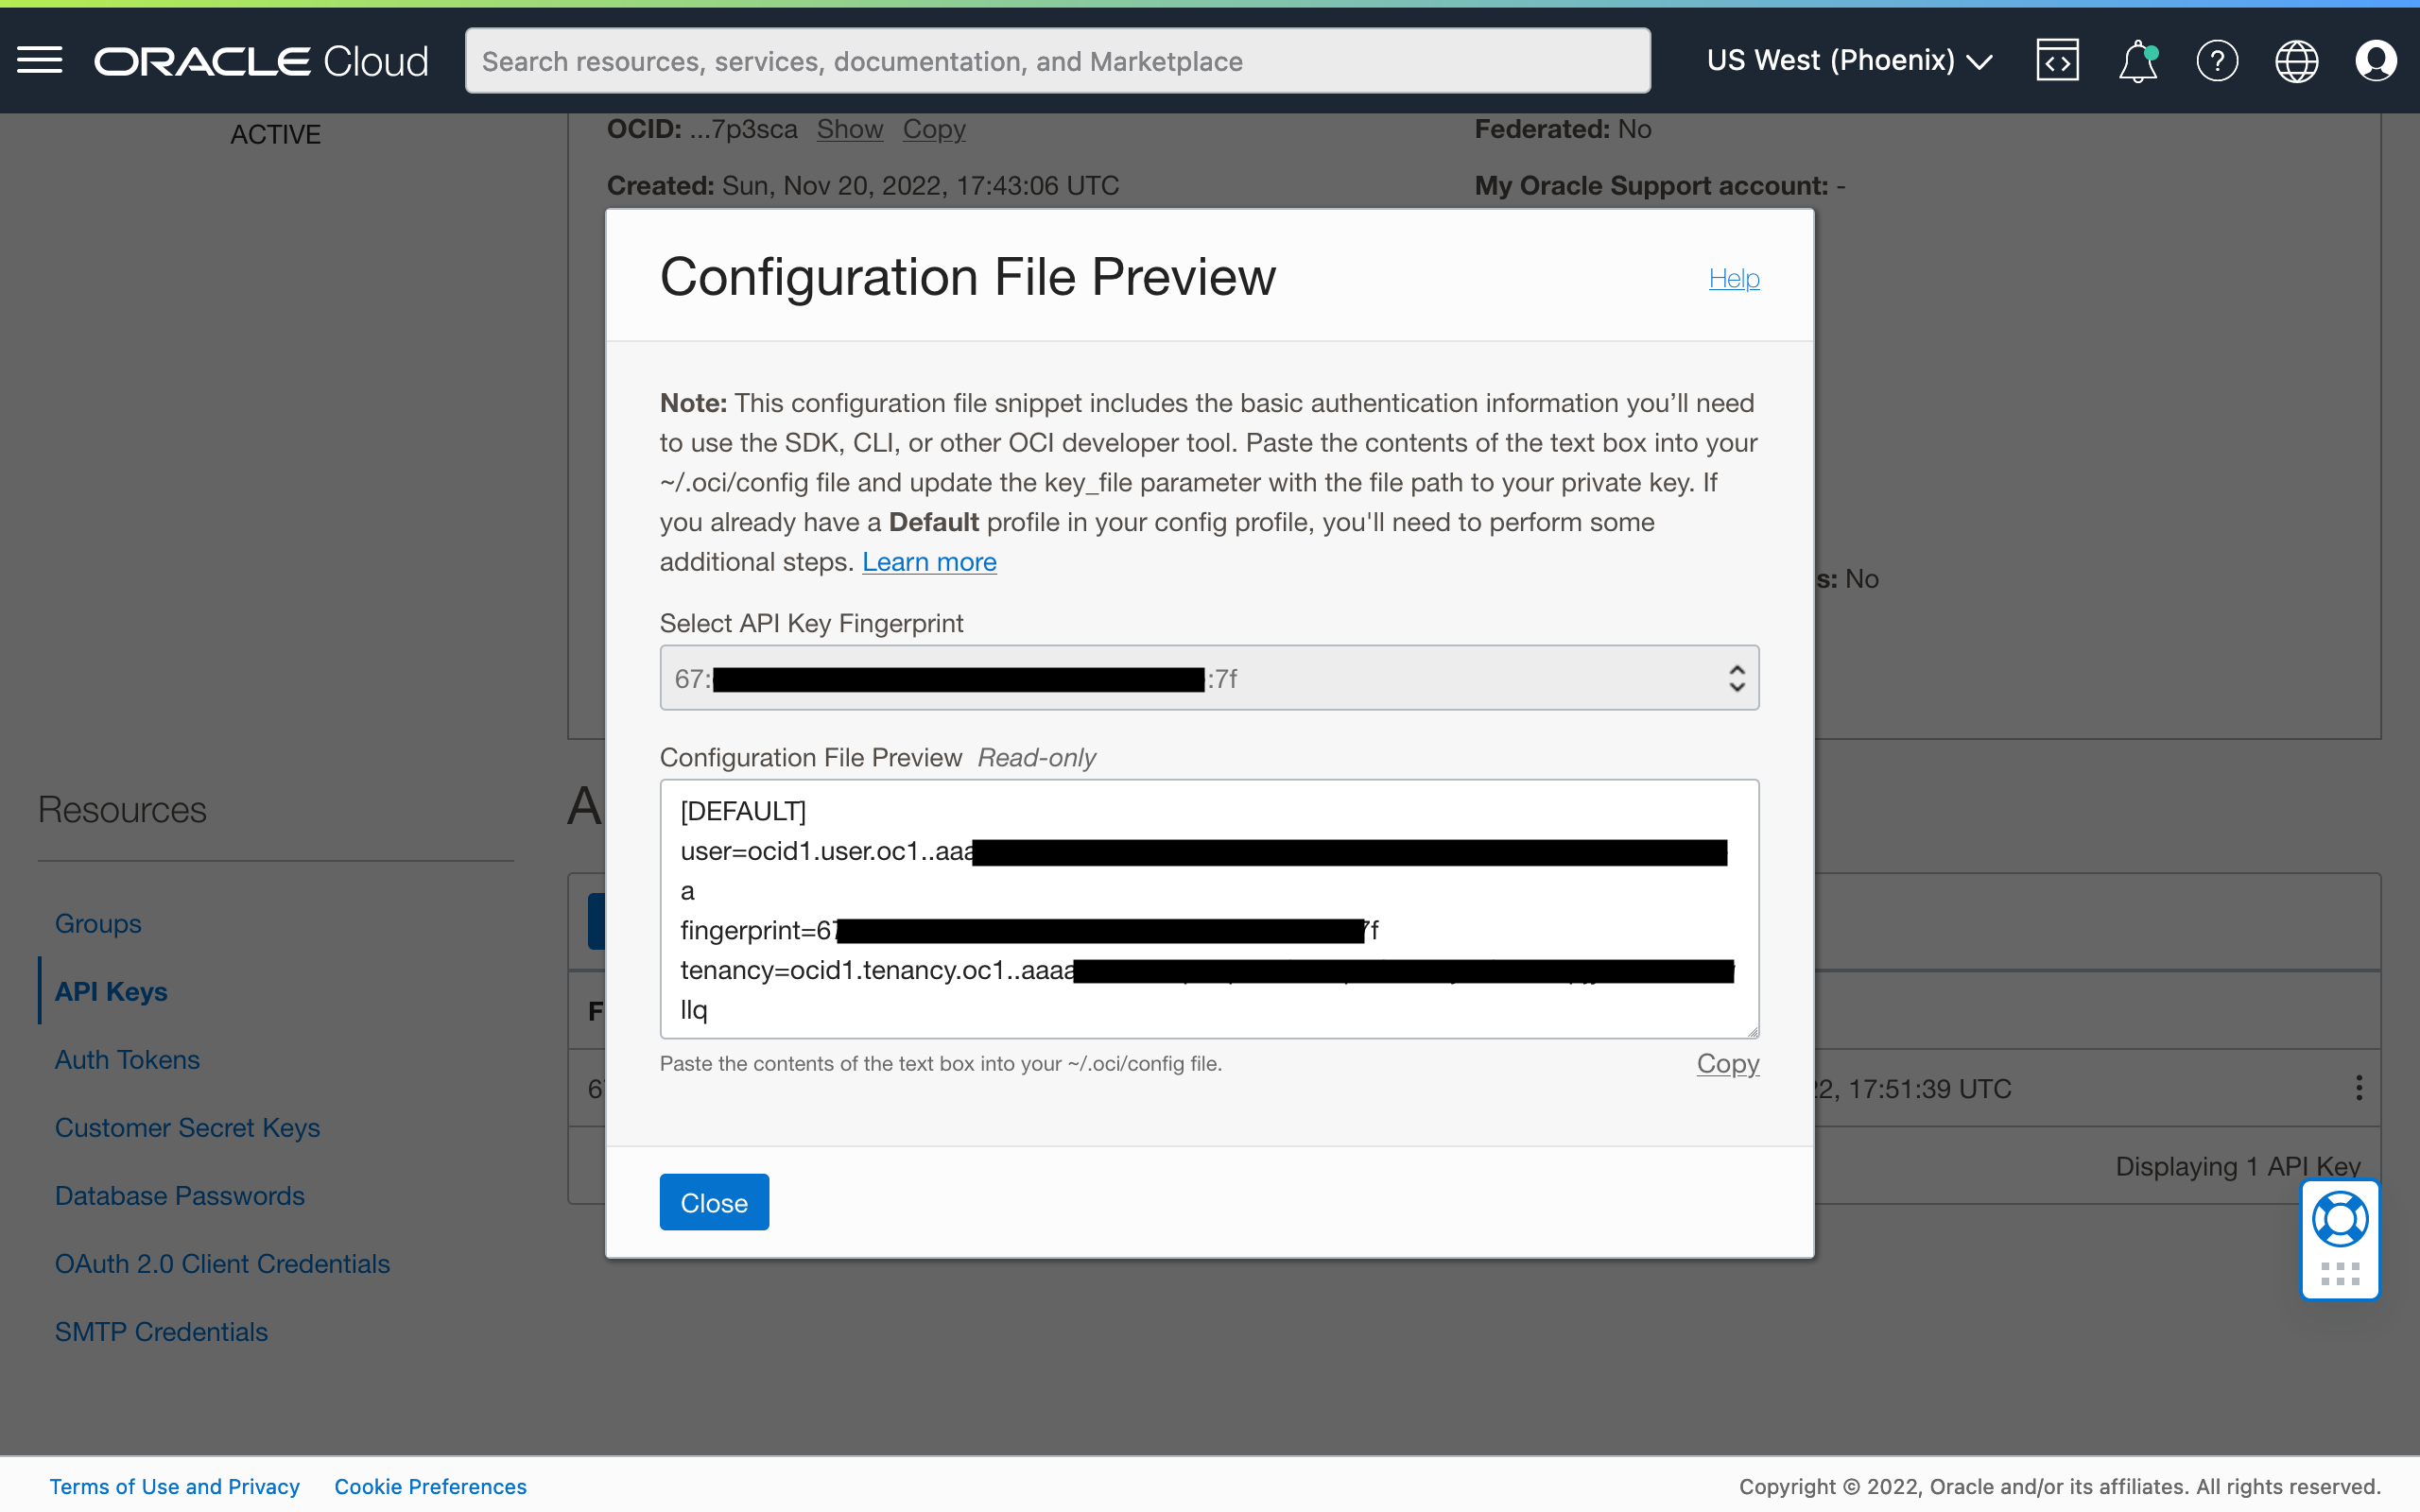 ORACLE Cloud
Search resources, services, documentation, and Marketplace
US West (Phoenix)
ACTIVE
OCID: ...7p3sca Show Copy
Federated: No
Created: Sun, Nov 20, 2022, 17:43:06 UTC
My Oracle Support account: -
Configuration File Preview
Help
Note: This configuration file snippet includes the basic authentication information you’ll need
to use the SDK, CLI, or other OCI developer tool. Paste the contents of the text box into your
~/.oci/config file and update the key_file parameter with the file path to your private key. If
you already have a Default profile in your config profile, you'll need to perform some
additional steps. Learn more
s: No
Select API Key Fingerprint
67: :7f
Configuration File Preview Read-only
[DEFAULT]
user=ocid1.user.oc1..aaa
a
fingerprint=67 7f
tenancy=ocid1.tenancy.oc1..aaaa
llq
Paste the contents of the text box into your ~/.oci/config file.
Copy
Close
Resources
Groups
API Keys
Auth Tokens
Customer Secret Keys
Database Passwords
OAuth 2.0 Client Credentials
SMTP Credentials
A
F
6
22, 17:51:39 UTC
Displaying 1 API Key
Terms of Use and Privacy
Cookie Preferences
Copyright © 2022, Oracle and/or its affiliates. All rights reserved.